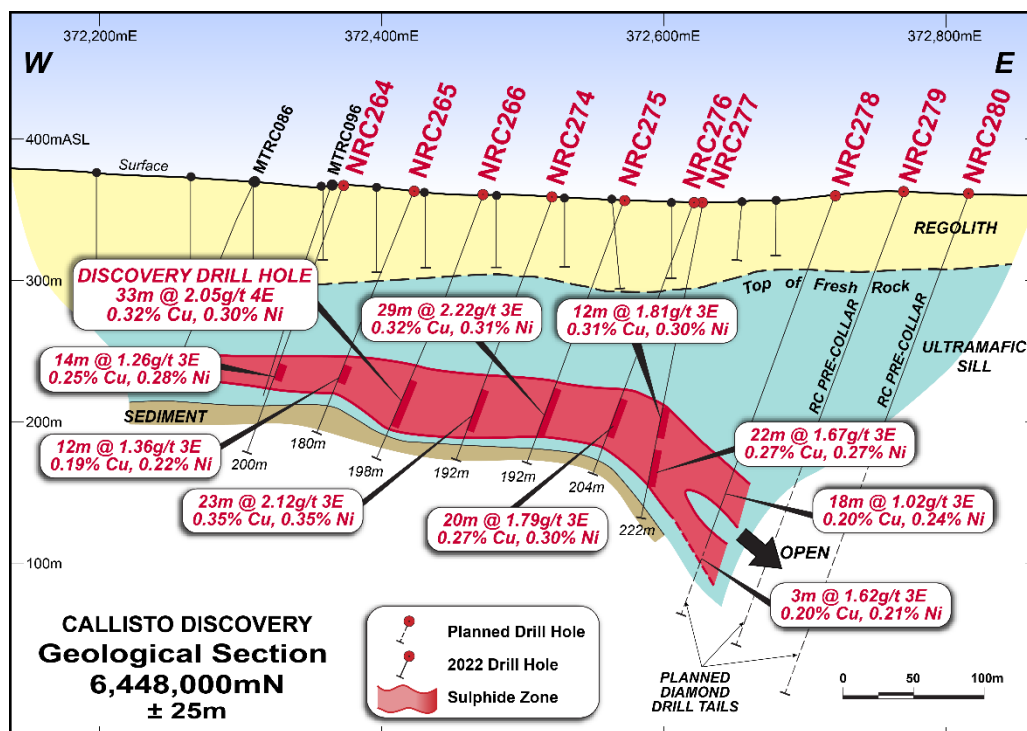 372,200mE
372,400mE
372,600mE
372,800mE
W
E
400mASL
Surface
MTRC086
MTRC096
NRC264
NRC265
NRC266
NRC274
NRC275
NRC276
NRC277
NRC278
NRC279
NRC280
REGOLITH
300m
DISCOVERY DRILL HOLE
33m @ 2.05g/t 4E
0.32% Cu, 0.30% Ni
29m @ 2.22g/t 3E
0.32% Cu, 0.31% Ni
12m @ 1.81g/t 3E
0.31% Cu, 0.30% Ni
Top of Fresh Rock
RC PRE-COLLAR
RC PRE-COLLAR
ULTRAMAFIC
SILL
14m @ 1.26g/t 3E
0.25% Cu, 0.28% Ni
200m
SEDIMENT
12m @ 1.36g/t 3E
0.19% Cu, 0.22% Ni
200m
180m
198m
192m
192m
204m
222m
22m @ 1.67g/t 3E
0.27% Cu, 0.27% Ni
23m @ 2.12g/t 3E
0.35% Cu, 0.35% Ni
20m @ 1.79g/t 3E
0.27% Cu, 0.30% Ni
18m @ 1.02g/t 3E
0.20% Cu, 0.24% Ni
OPEN
100m
3m @ 1.62g/t 3E
0.20% Cu, 0.21% Ni
CALLISTO DISCOVERY
Geological Section
6,448,000mN
± 25m
Planned Drill Hole
2022 Drill Hole
Sulphide Zone
PLANNED
DIAMOND
DRILL TAILS
0 50 100m